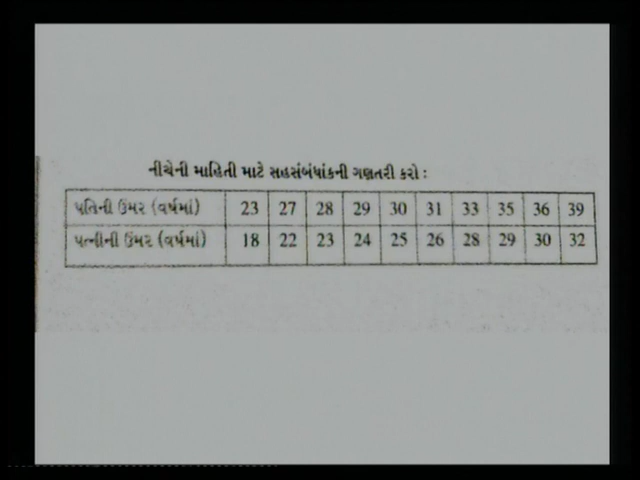 નીચેની માહિતી માટે સહસંબંધાંકની ગણતરી કરો :
પતિની ઉંમર (વર્ષમાં) 23 27 28 29 30 31 33 35 36 39
પત્નીની ઉંમર (વર્ષમાં) 18 22 23 24 25 26 28 29 30 32